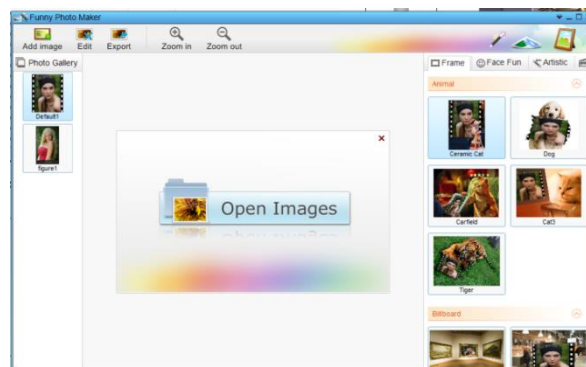 Funny Photo Maker
Add image
Edit
Export
Zoom in
Zoom out
Photo Gallery
Default1
figure1
Open Images
Frame
Face Fun
Artistic
Animal
Ceramic Cat
Dog
Carfield
Cat3
Tiger
Billboard